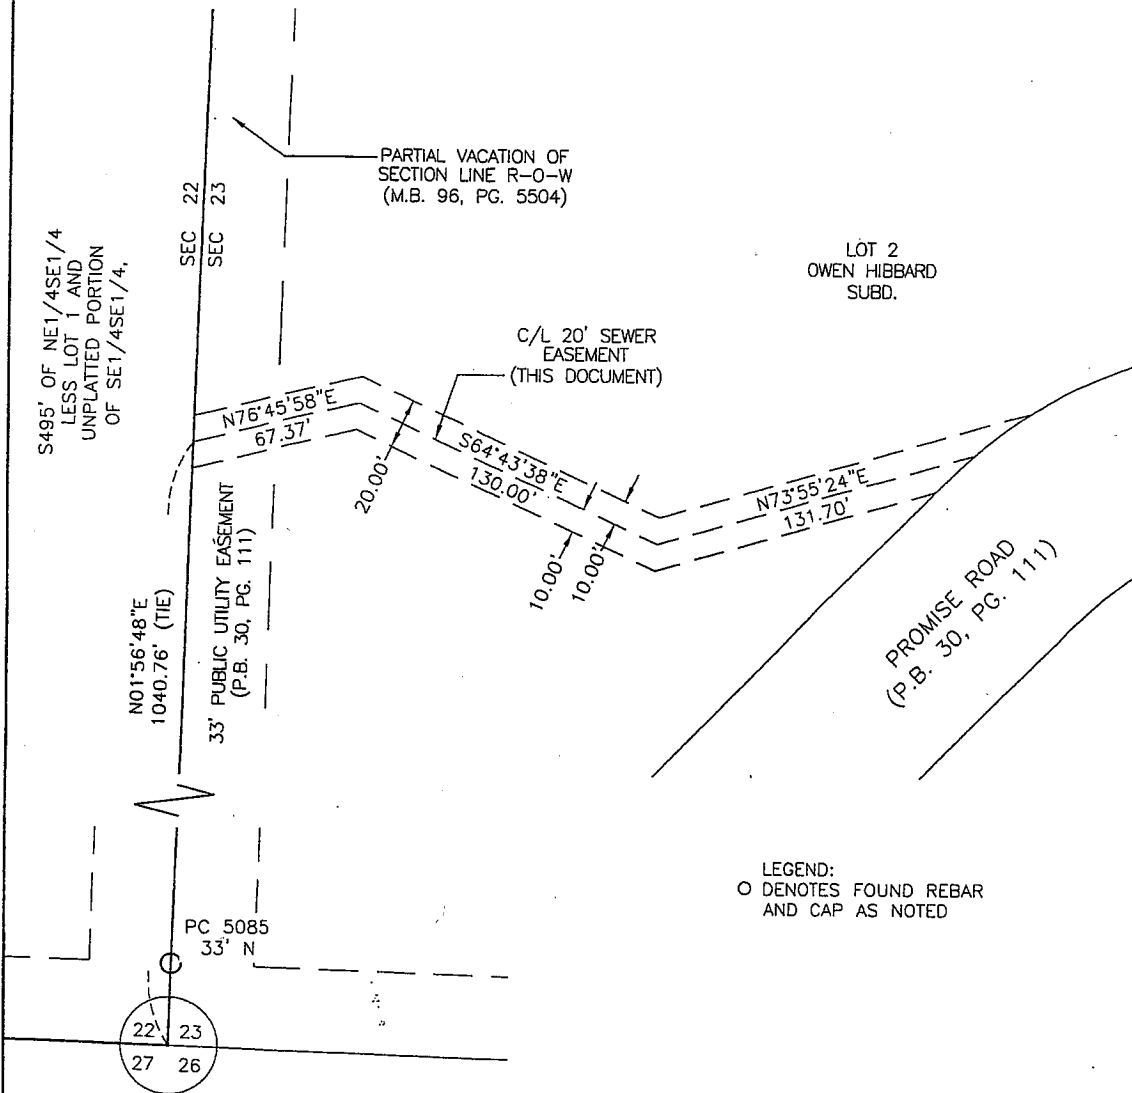 PARTIAL VACATION OF
SECTION LINE R-O-W
(M.B. 96, PG. 5504)
SEC 22
SEC 23
S495' OF NE1/4SE1/4
LESS LOT 1 AND
UNPLATTED PORTION
OF SE1/4SE1/4,
LOT 2
OWEN HIBBARD
SUBD.
C/L 20' SEWER
EASEMENT
(THIS DOCUMENT)
N76°45'58"E
67.37'
20.00'
S64°43'38"E
130.00'
10.00'
10.00'
N73°55'24"E
131.70'
PROMISE ROAD
(P.B. 30, PG. 111)
33' PUBLIC UTILITY EASEMENT
(P.B. 30, PG. 111)
N01°56'48"E
1040.76' (TIE)
LEGEND:
O DENOTES FOUND REBAR
AND CAP AS NOTED
PC 5085
33' N
22 23
27 26